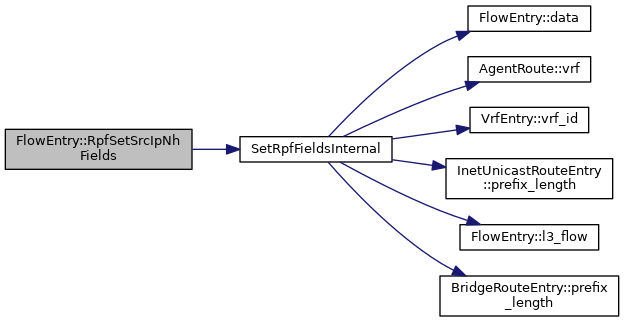 FlowEntry::data
AgentRoute::vrf
VrfEntry::vrf_id
FlowEntry::RpfSetSrcIpNh
Fields
SetRpfFieldsInternal
InetUnicastRouteEntry
::prefix_length
FlowEntry::l3_flow
BridgeRouteEntry::prefix
_length